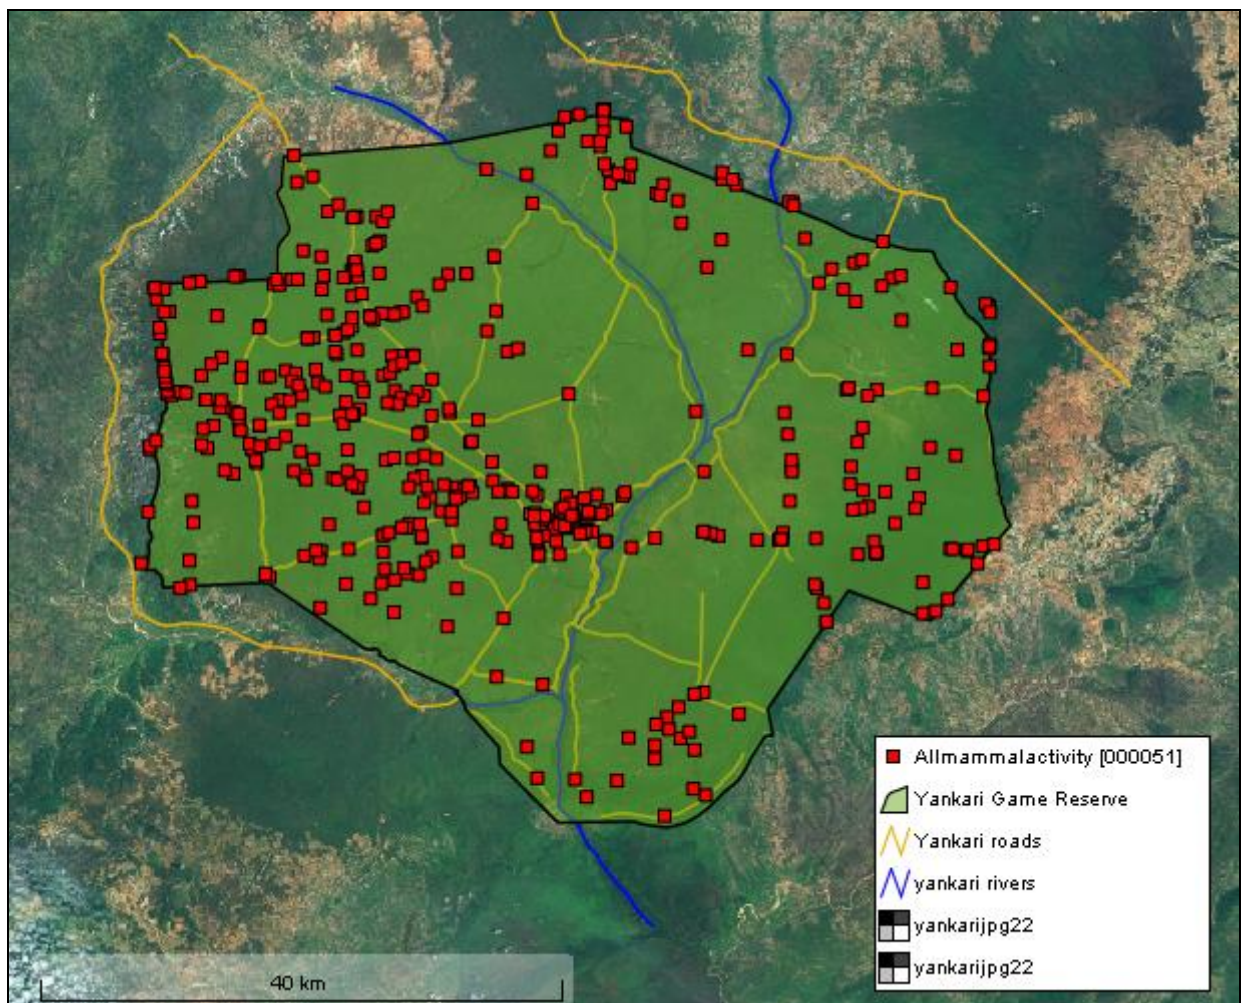 Allmammalactivity [000051]
Yankari Game Reserve
Yankari roads
yankari rivers
yankarijpg22
yankarijpg22
40 km